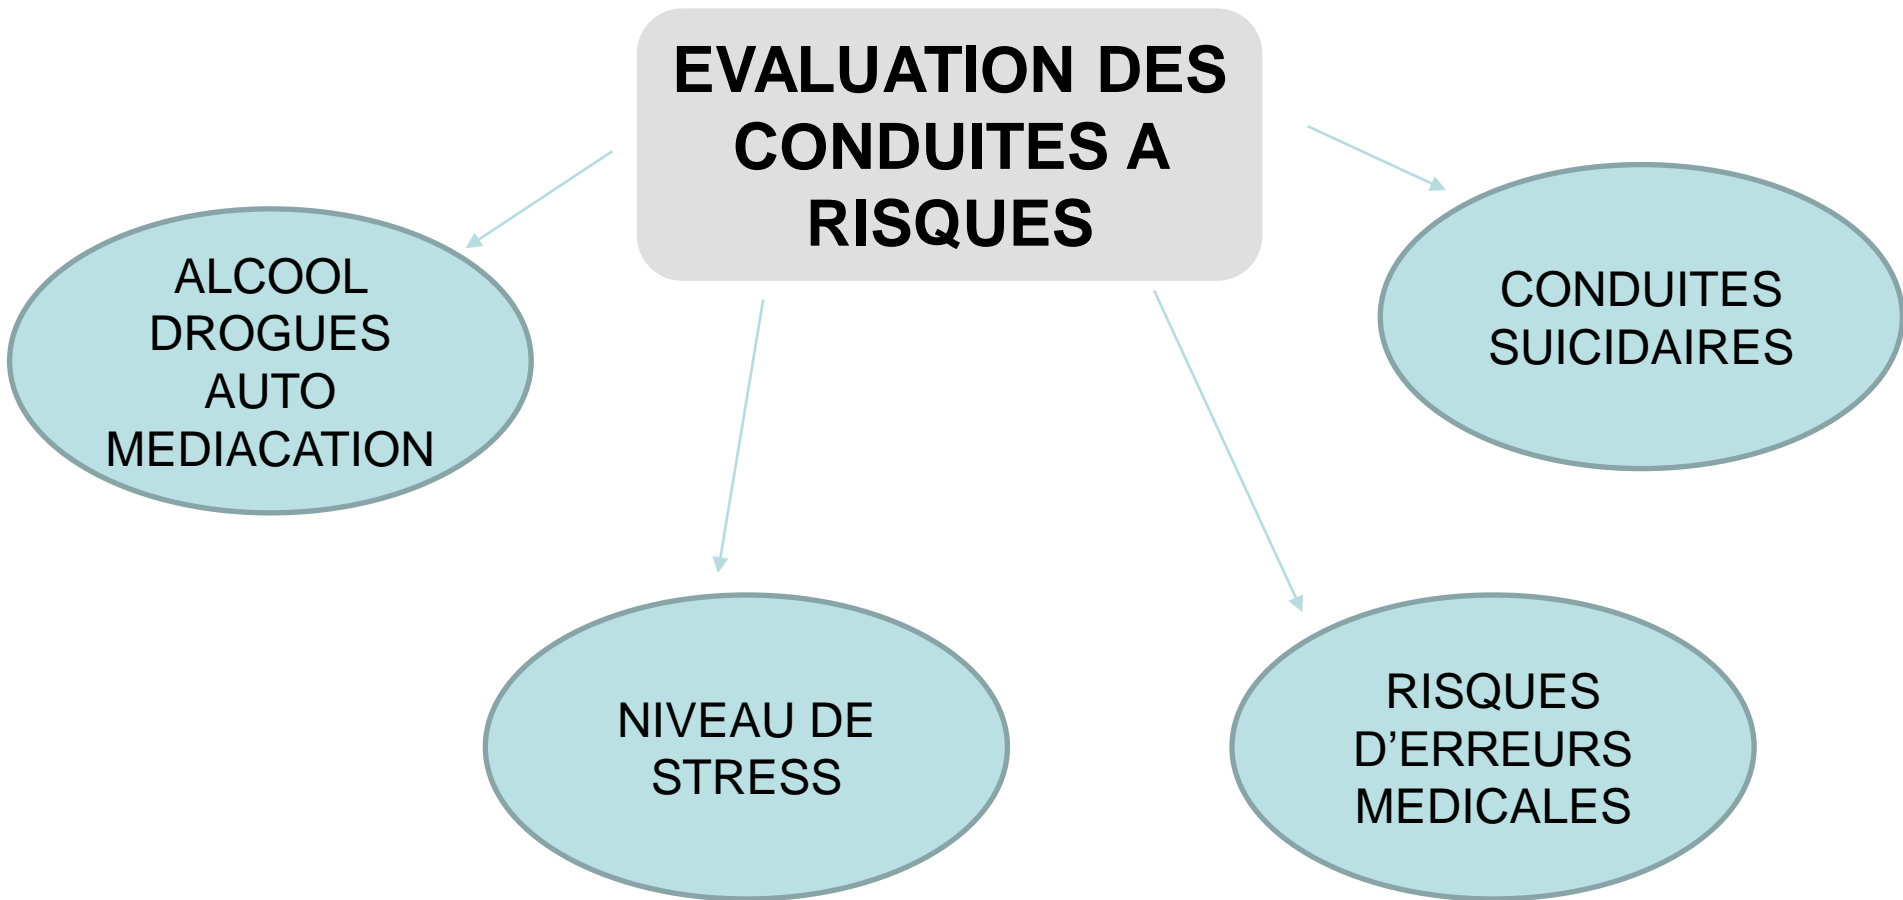 EVALUATION DES
CONDUITES A
RISQUES
ALCOOL
DROGUES
AUTO
MEDIACATION
CONDUITES
SUICIDAIRES
NIVEAU DE
STRESS
RISQUES
D’ERREURS
MEDICALES